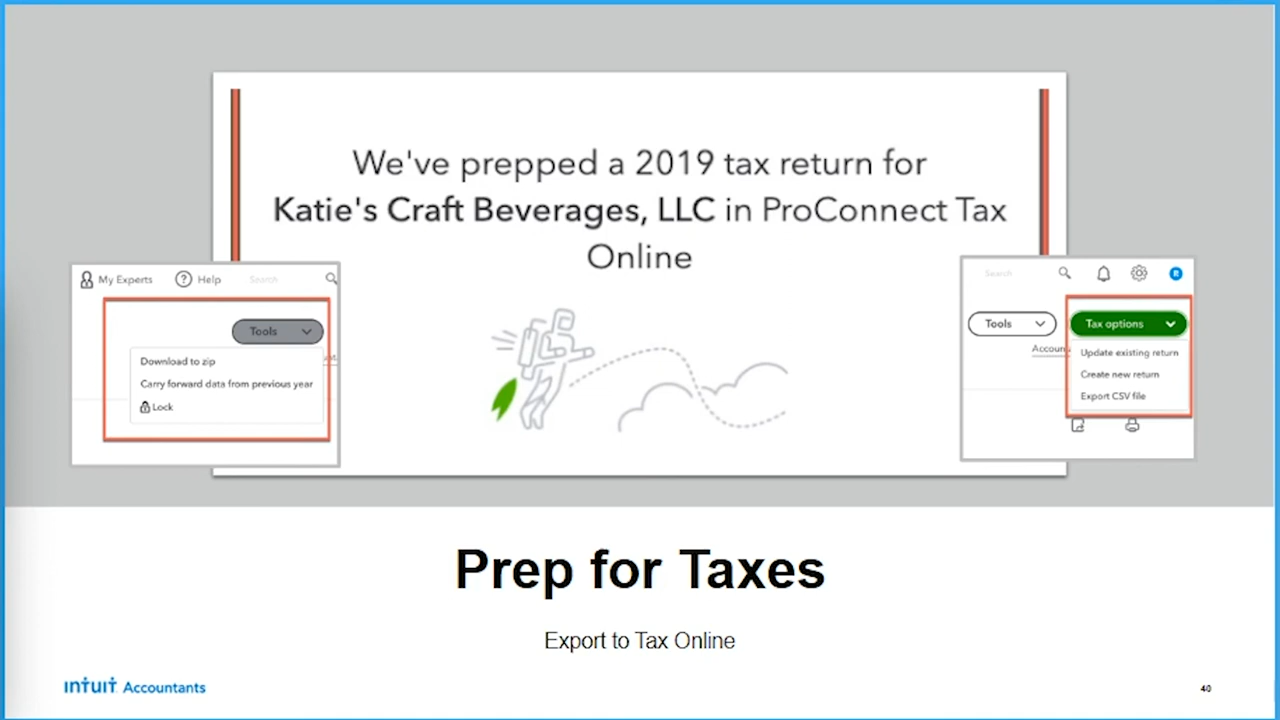 We've prepped a 2019 tax return for
Katie's Craft Beverages, LLC in ProConnect Tax
Online
My Experts
Help
Search
Tools
Download to zip
Carry forward data from previous year
Lock
Search
R
Tools
Tax options
Accoun
Update existing return
Create new return
Export CSV file
Prep for Taxes
Export to Tax Online
INTUIT Accountants
40